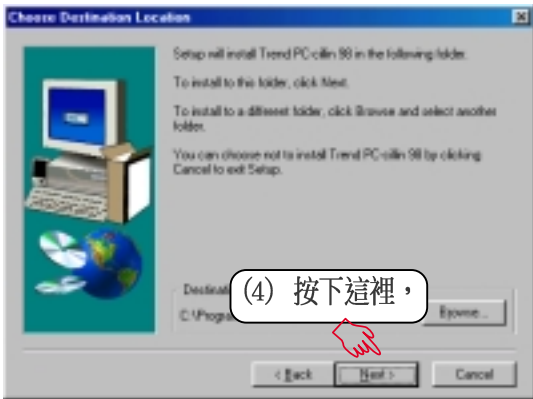 Choose Destination Location
Setup will install Trend PC-cillin 98 in the following folder.
To install to this folder, click Next.
To install to a different folder, click Browse and select another
folder.
You can choose not to install Trend PC-cillin 98 by clicking
Cancel to exit Setup.
Destinat
(4) 按下這裡，
C:\Progra
Browse...
< Back
Next >
Cancel